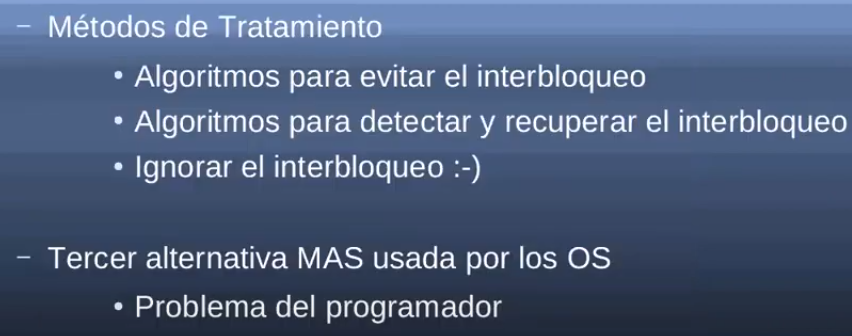 – Métodos de Tratamiento
• Algoritmos para evitar el interbloqueo
• Algoritmos para detectar y recuperar el interbloqueo
• Ignorar el interbloqueo :-)
– Tercer alternativa MAS usada por los OS
• Problema del programador